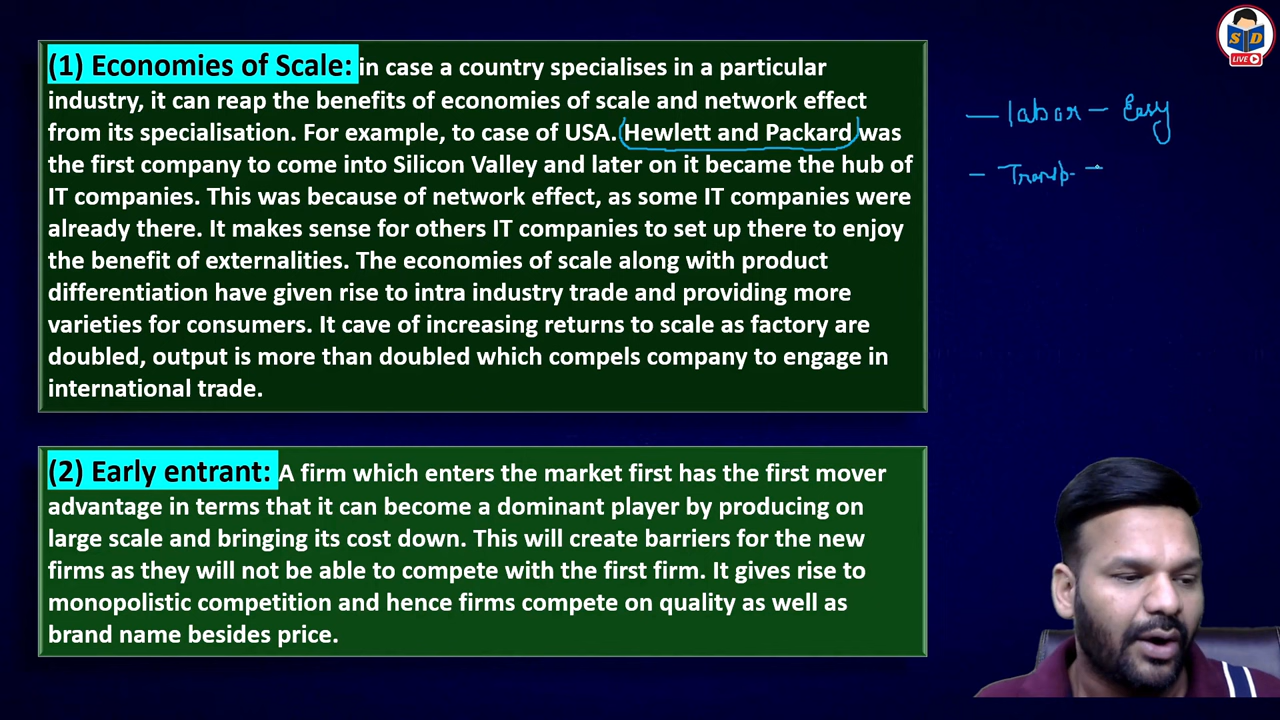 (1) Economies of Scale: in case a country specialises in a particular
industry, it can reap the benefits of economies of scale and network effect
from its specialisation. For example, to case of USA. Hewlett and Packard was
the first company to come into Silicon Valley and later on it became the hub of
IT companies. This was because of network effect, as some IT companies were
already there. It makes sense for others IT companies to set up there to enjoy
the benefit of externalities. The economies of scale along with product
differentiation have given rise to intra industry trade and providing more
varieties for consumers. It cave of increasing returns to scale as factory are
doubled, output is more than doubled which compels company to engage in
international trade.
(2) Early entrant: A firm which enters the market first has the first mover
advantage in terms that it can become a dominant player by producing on
large scale and bringing its cost down. This will create barriers for the new
firms as they will not be able to compete with the first firm. It gives rise to
monopolistic competition and hence firms compete on quality as well as
brand name besides price.
— labor — Easy
- Transp. -
S D
LIVE